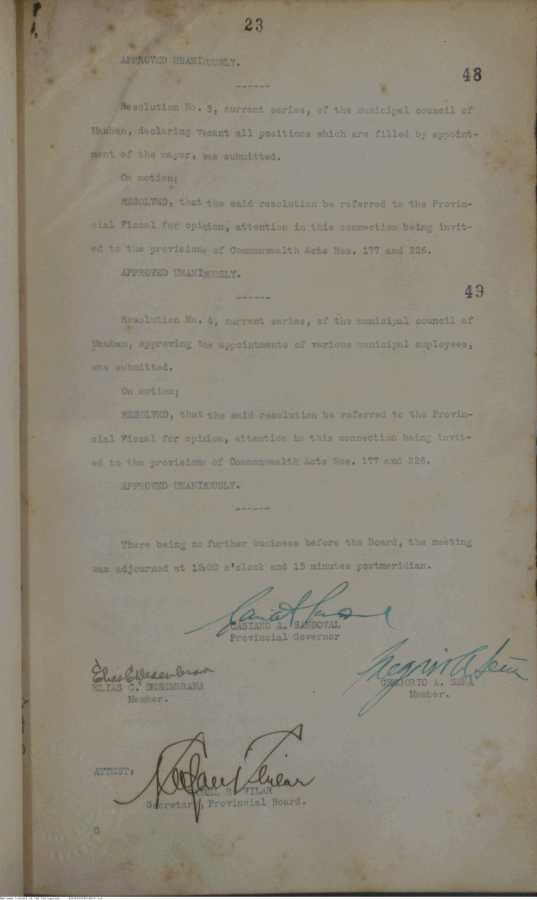 23
APPROVED UNANIMOUSLY.
------
48
Resolution No. 3, current series, of the municipal council of
Mauban, declaring vacant all positions which are filled by appoint-
ment of the mayor, was submitted.
On motion;
RESOLVED, that the said resolution be referred to the Provin-
cial Fiscal for opinion, attention in this connection being invit-
ed to the provisions of Commonwealth Acts Nos. 177 and 226.
APPROVED UNANIMOUSLY.
------
49
Resolution No. 4, current series, of the municipal council of
Mauban, approving the appointments of various municipal employees,
was submitted.
On motion;
RESOLVED, that the said resolution be referred to the Provin-
cial Fiscal for opinion, attention in this connection being invit-
ed to the provisions of Commonwealth Acts Nos. 177 and 226.
APPROVED UNANIMOUSLY.
------
There being no further business before the Board, the meeting
was adjourned at 12:00 o'clock and 15 minutes postmeridian.
A. SANDOVAL
Provincial Governor
ELIAS C.
Member.
GREGORIO A.
Member.
ATTEST:
VILAR
Secretary, Provincial Board.